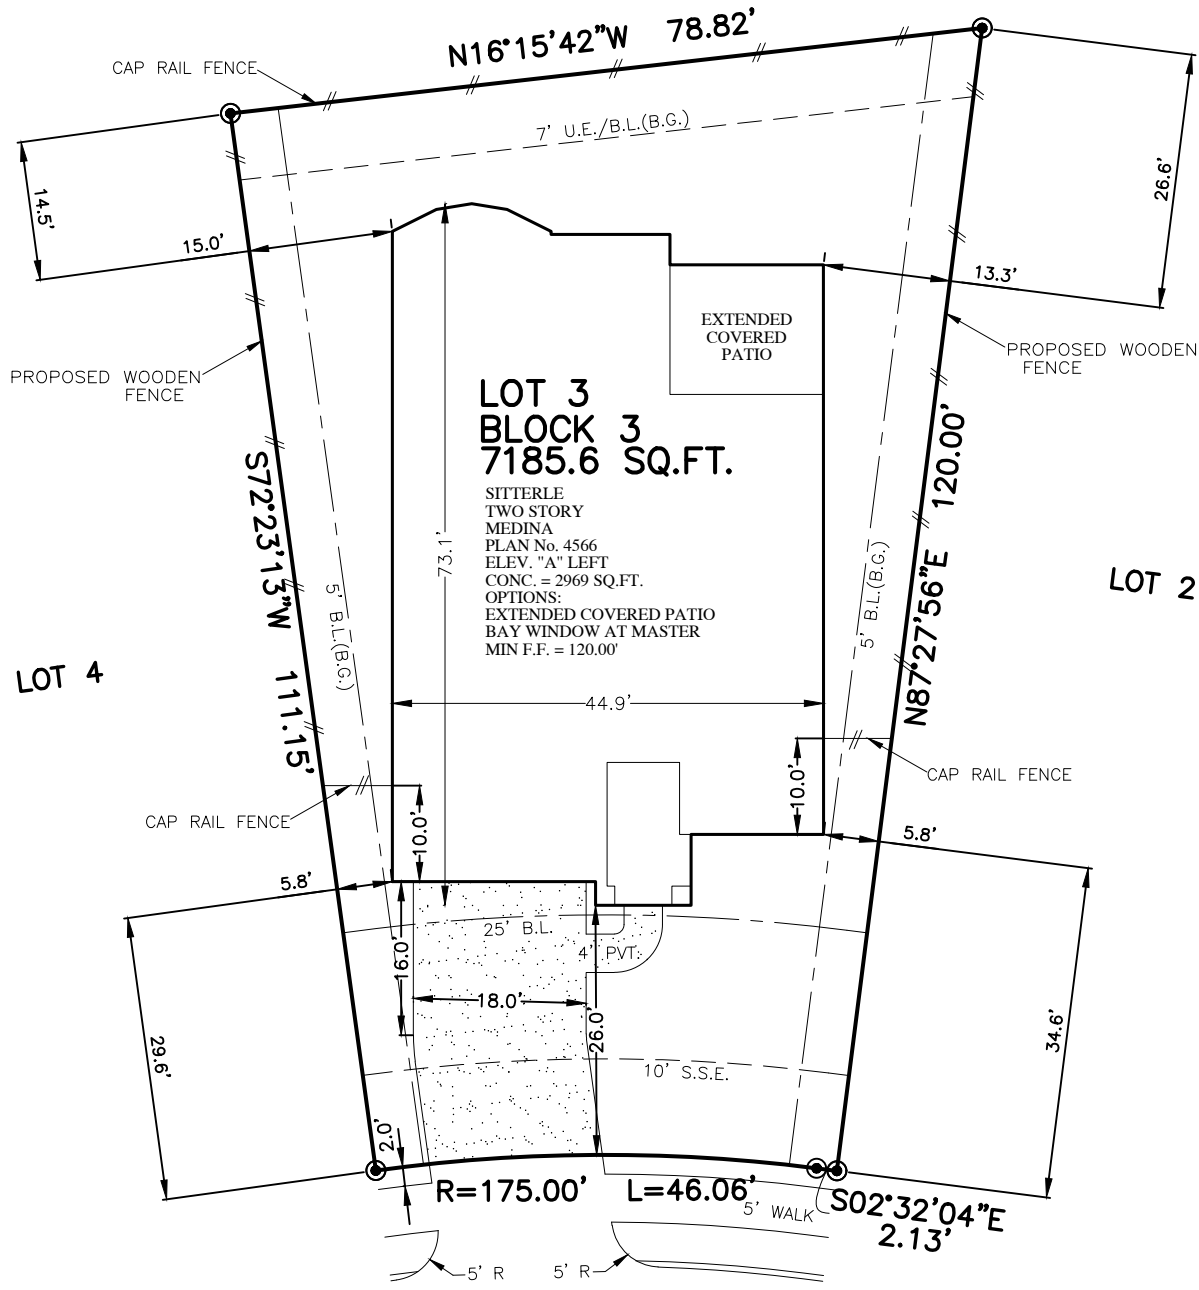 N16°15'42"W 78.82'
CAP RAIL FENCE
7' U.E./B.L.(B.G.)
14.5'
26.6'
15.0'
13.3'
EXTENDED
COVERED
PATIO
PROPOSED WOODEN
FENCE
PROPOSED WOODEN
FENCE
LOT 3
BLOCK 3
7185.6 SQ.FT.
SITTERLE
TWO STORY
MEDINA
PLAN No. 4566
ELEV. "A" LEFT
CONC. = 2969 SQ.FT.
OPTIONS:
EXTENDED COVERED PATIO
BAY WINDOW AT MASTER
MIN F.F. = 120.00'
73.1'
S72°23'13"W 111.15'
N87°27'56"E 120.00'
5' B.L.(B.G.)
5' B.L.(B.G.)
LOT 2
LOT 4
44.9'
10.0'
CAP RAIL FENCE
CAP RAIL FENCE
10.0'
5.8'
5.8'
25' B.L.
4' PVT.
16.0'
18.0'
26.0'
29.6'
34.6'
10' S.S.E.
2.0'
R=175.00' L=46.06'
5' WALK
S02°32'04"E
2.13'
5' R
5' R